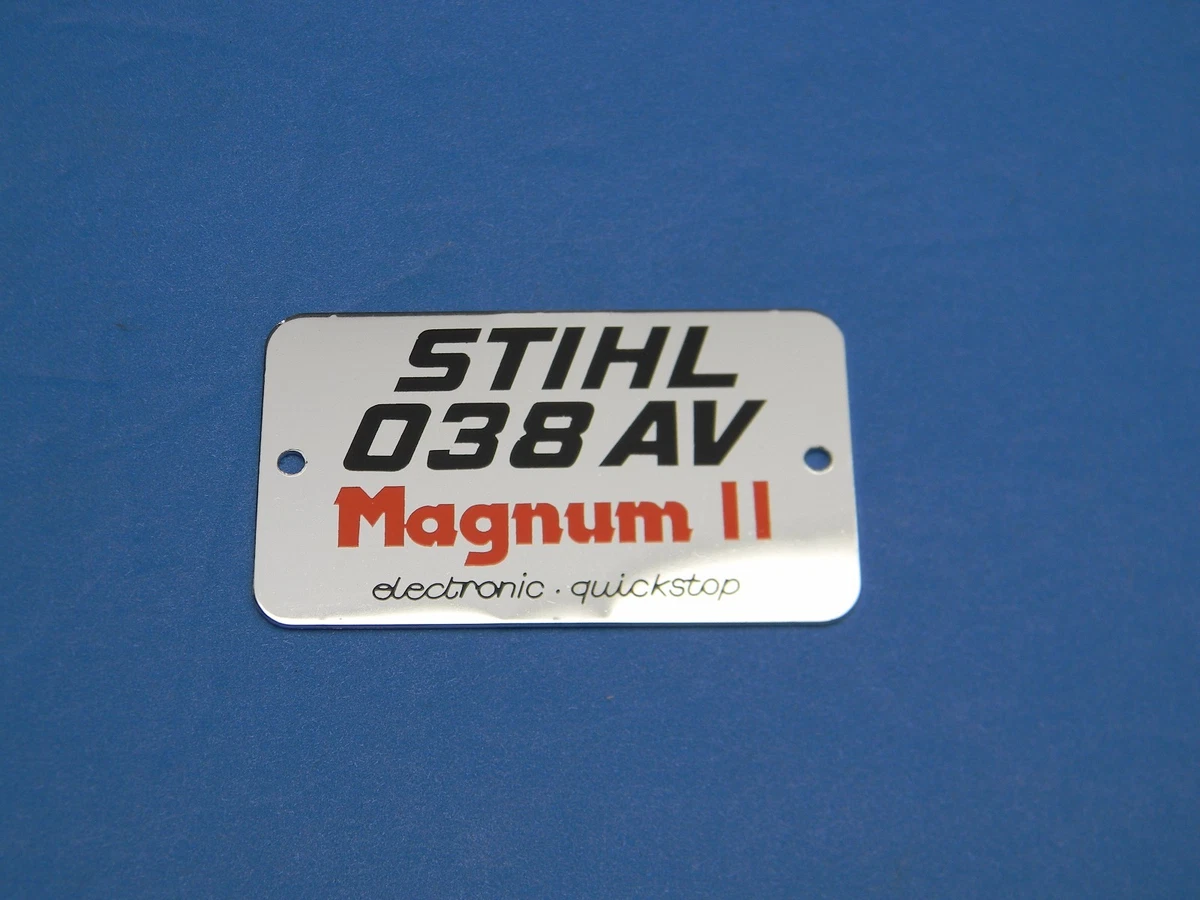 STIHL
038 AV
Magnum II
electronic · quickstop